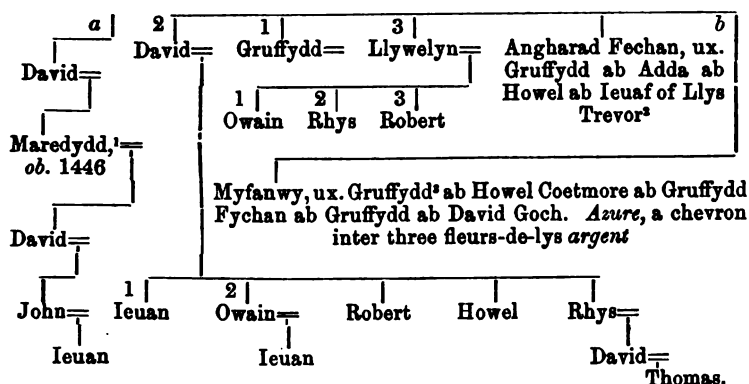 a 2 1 3 b
David= Gruffydd= Llywelyn= Angharad Fechan, ux.
David= Gruffydd ab Adda ab
1 2 3 Howel ab Ieuaf of Llys
Owain Rhys Robert Trevor²
Maredydd,¹=
ob. 1446
Myfanwy, ux. Gruffydd³ ab Howel Coetmore ab Gruffydd
Fychan ab Gruffydd ab David Goch. Azure, a chevron
David= inter three fleurs-de-lys argent
1 2
John= Ieuan Owain= Robert Howel Rhys=
Ieuan Ieuan David=
Thomas.